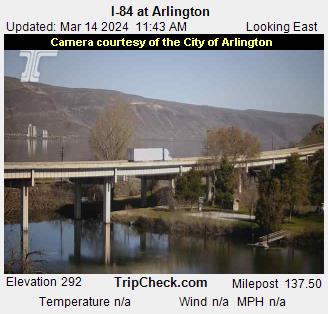 I-84 at Arlington
Updated: Mar 14 2024 11:43 AM Looking East
Camera courtesy of the City of Arlington
Elevation 292 TripCheck.com Milepost 137.50
Temperature n/a Wind n/a MPH n/a